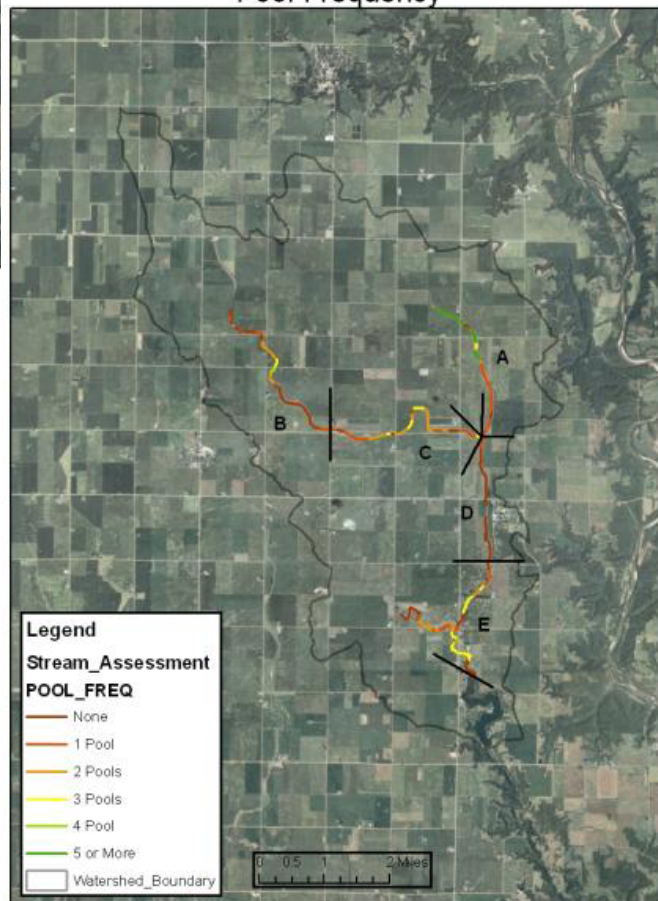 Pool Frequency
A
B
C
D
E
Legend
Stream_Assessment
POOL_FREQ
None
1 Pool
2 Pools
3 Pools
4 Pool
5 or More
Watershed_Boundary
0 0.5 1 2 Miles